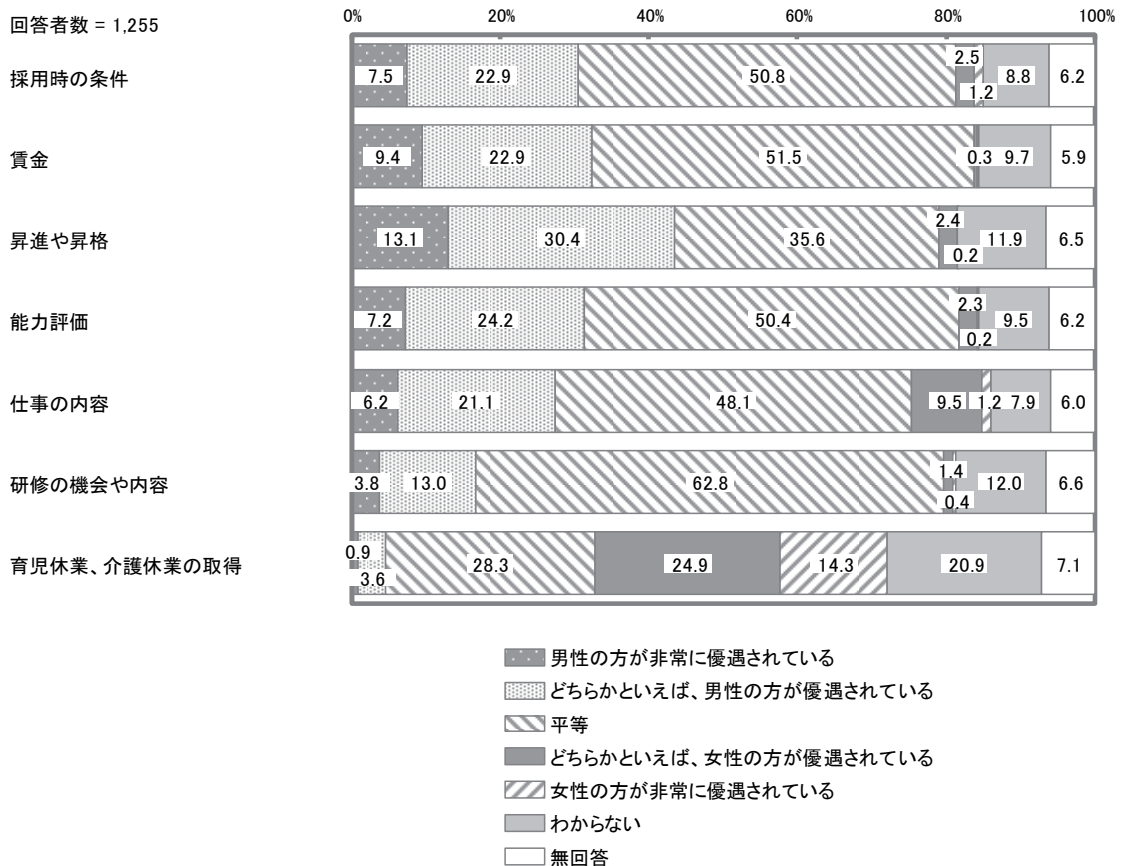 回答者数 = 1,255
0% 20% 40% 60% 80% 100%
採用時の条件 7.5 22.9 50.8 2.5 1.2 8.8 6.2
賃金 9.4 22.9 51.5 0.3 9.7 5.9
昇進や昇格 13.1 30.4 35.6 2.4 0.2 11.9 6.5
能力評価 7.2 24.2 50.4 2.3 0.2 9.5 6.2
仕事の内容 6.2 21.1 48.1 9.5 1.2 7.9 6.0
研修の機会や内容 3.8 13.0 62.8 1.4 0.4 12.0 6.6
育児休業、介護休業の取得 0.9 3.6 28.3 24.9 14.3 20.9 7.1
男性の方が非常に優遇されている
どちらかといえば、男性の方が優遇されている
平等
どちらかといえば、女性の方が優遇されている
女性の方が非常に優遇されている
わからない
無回答